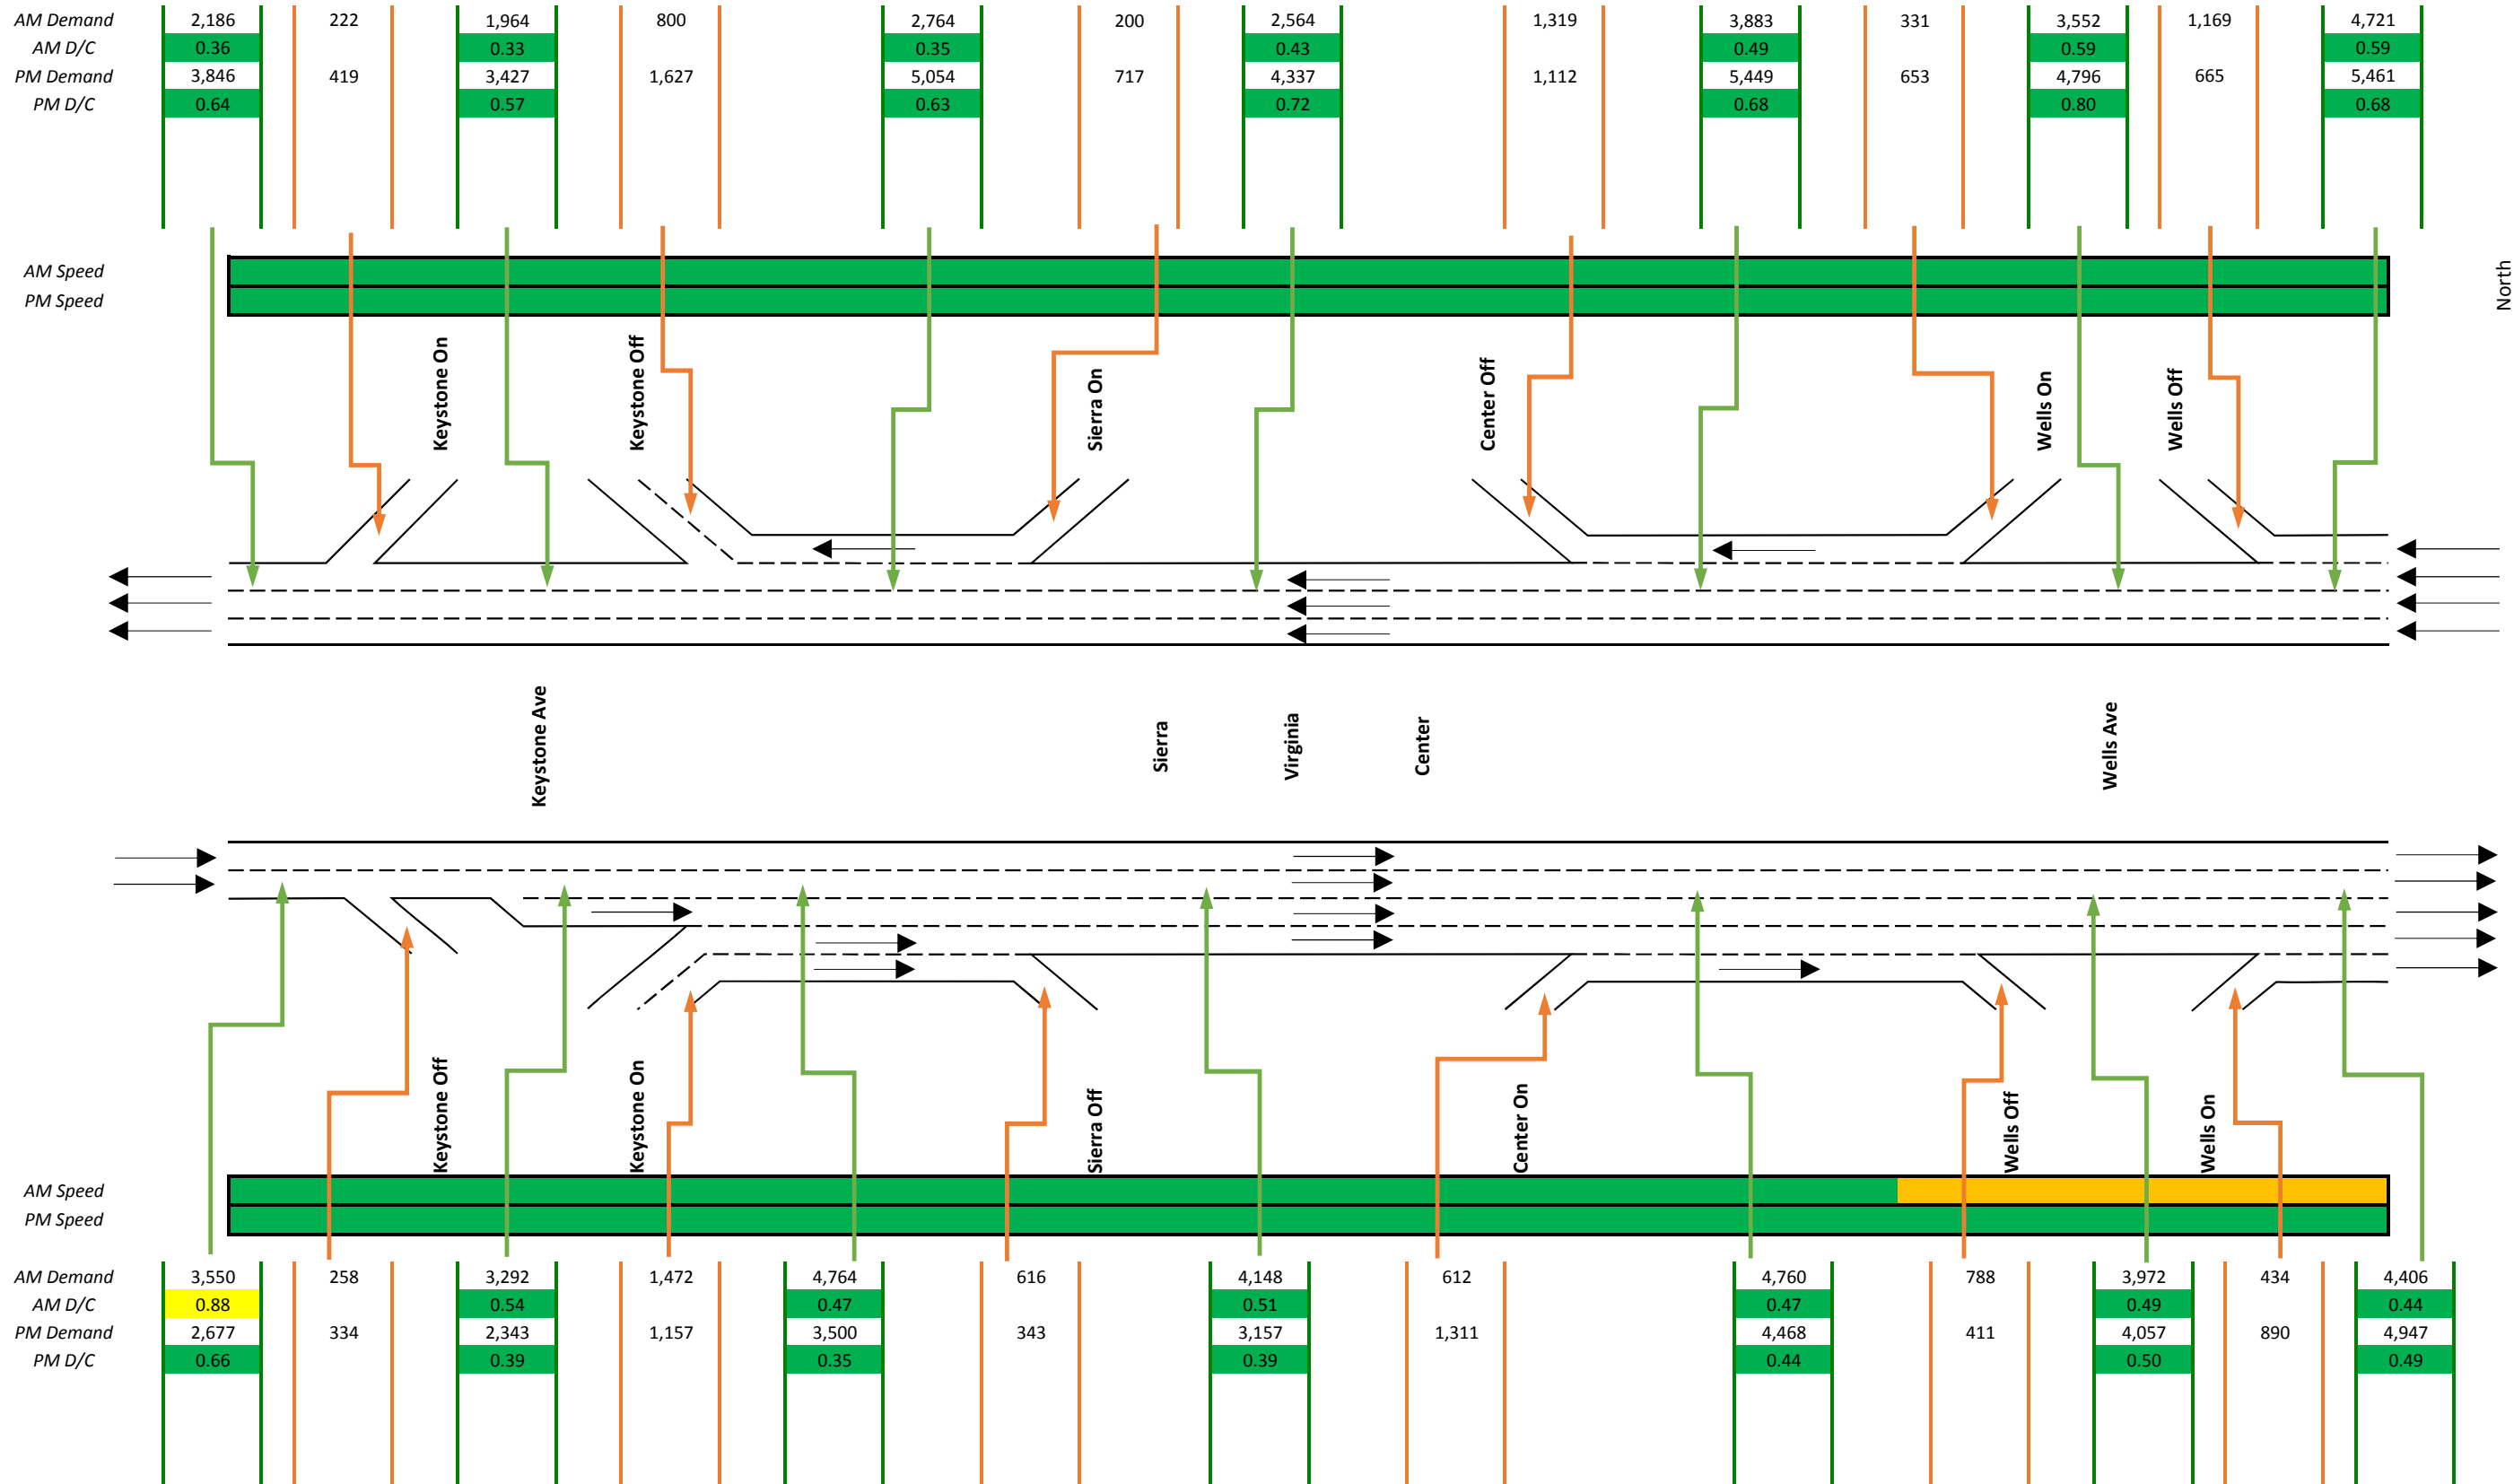 AM Demand 2,186 222 1,964 800 2,764 200 2,564 1,319 3,883 331 3,552 1,169 4,721
AM D/C 0.36 0.33 0.35 0.43 0.49 0.59 0.59
PM Demand 3,846 419 3,427 1,627 5,054 717 4,337 1,112 5,449 653 4,796 665 5,461
PM D/C 0.64 0.57 0.63 0.72 0.68 0.80 0.68
AM Speed
PM Speed
North
Keystone On
Keystone Off
Sierra On
Center Off
Wells On
Wells Off
Keystone Ave
Sierra
Virginia
Center
Wells Ave
Keystone Off
Keystone On
Sierra Off
Center On
Wells Off
Wells On
AM Speed
PM Speed
AM Demand 3,550 258 3,292 1,472 4,764 616 4,148 612 4,760 788 3,972 434 4,406
AM D/C 0.88 0.54 0.47 0.51 0.47 0.49 0.44
PM Demand 2,677 334 2,343 1,157 3,500 343 3,157 1,311 4,468 411 4,057 890 4,947
PM D/C 0.66 0.39 0.35 0.39 0.44 0.50 0.49